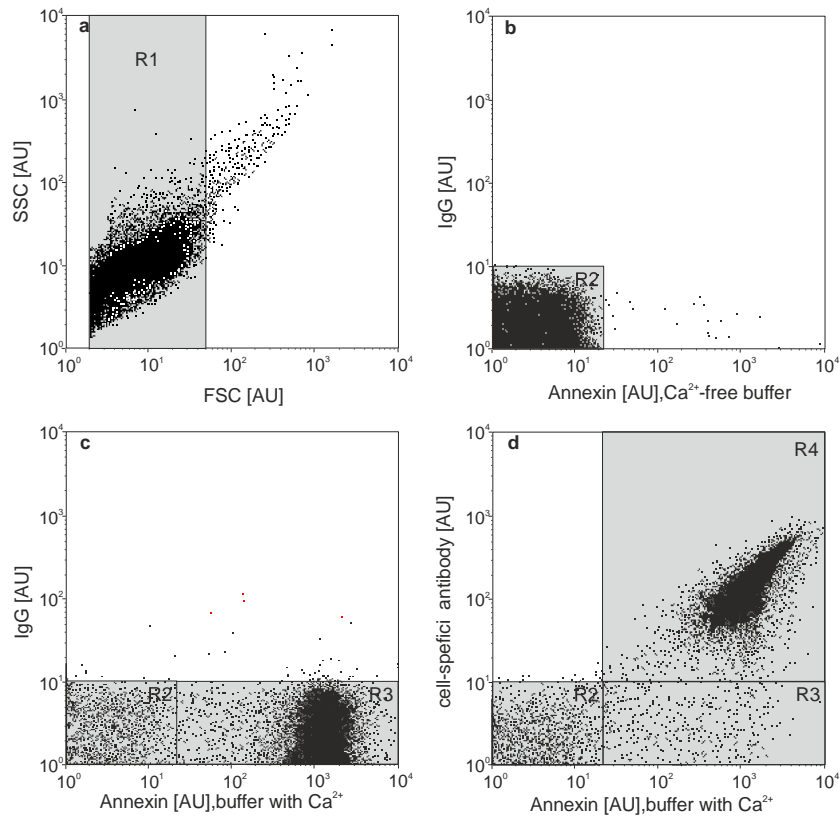 a
R1
SSC [AU]
10⁴
10³
10²
10¹
10⁰
10⁰ 10¹ 10² 10³ 10⁴
FSC [AU]
b
R2
IgG [AU]
10⁴
10³
10²
10¹
10⁰
10⁰ 10¹ 10² 10³ 10⁴
Annexin [AU],Ca²⁺-free buffer
c
R2 R3
IgG [AU]
10⁴
10³
10²
10¹
10⁰
10⁰ 10¹ 10² 10³ 10⁴
Annexin [AU],buffer with Ca²⁺
d
R4
R2 R3
cell-spefici antibody [AU]
10⁴
10³
10²
10¹
10⁰
10⁰ 10¹ 10² 10³ 10⁴
Annexin [AU],buffer with Ca²⁺